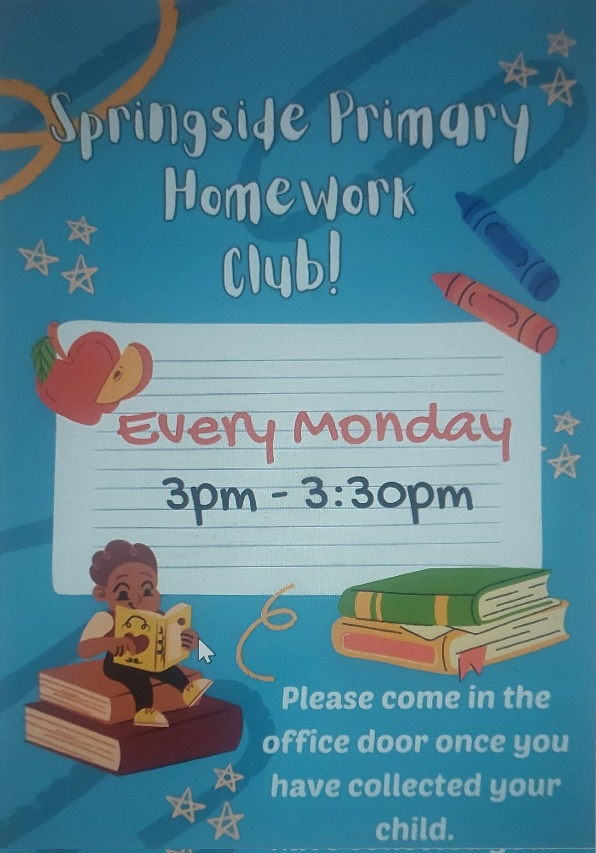 Springside Primary
Homework
Club!
Every Monday
3pm - 3:30pm
Please come in the
office door once you
have collected your
child.